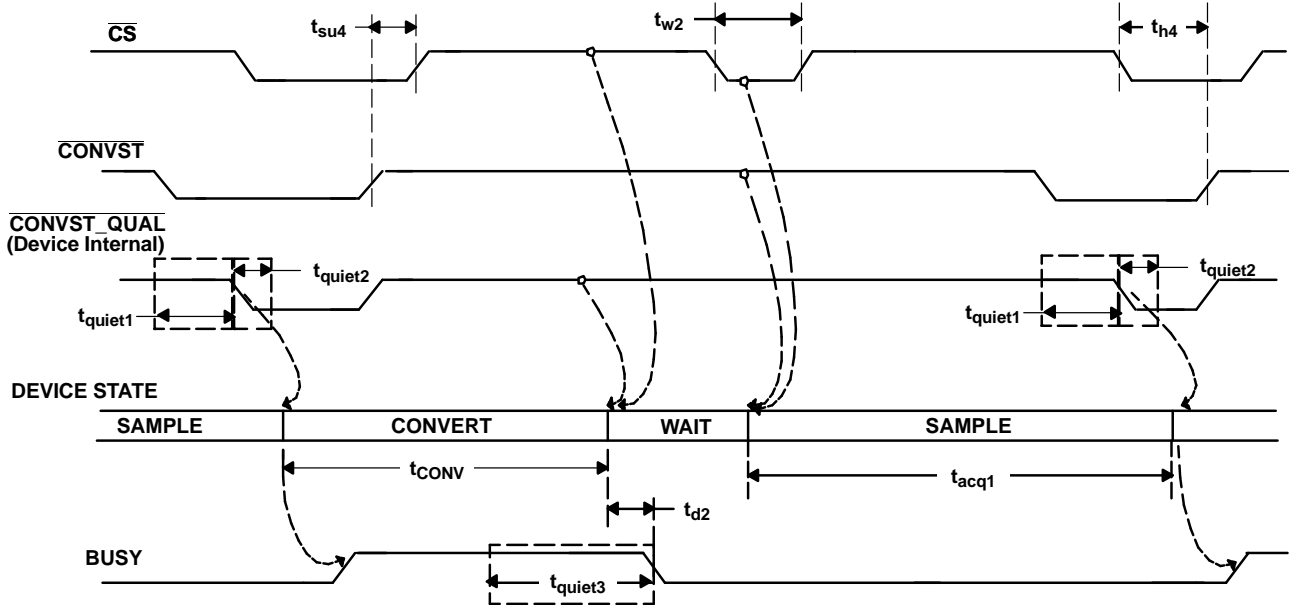 CS
tsu4
tw2
th4
CONVST
CONVST_QUAL
(Device Internal)
tquiet2
tquiet1
tquiet2
tquiet1
DEVICE STATE
SAMPLE
CONVERT
WAIT
SAMPLE
tCONV
tacq1
td2
BUSY
tquiet3